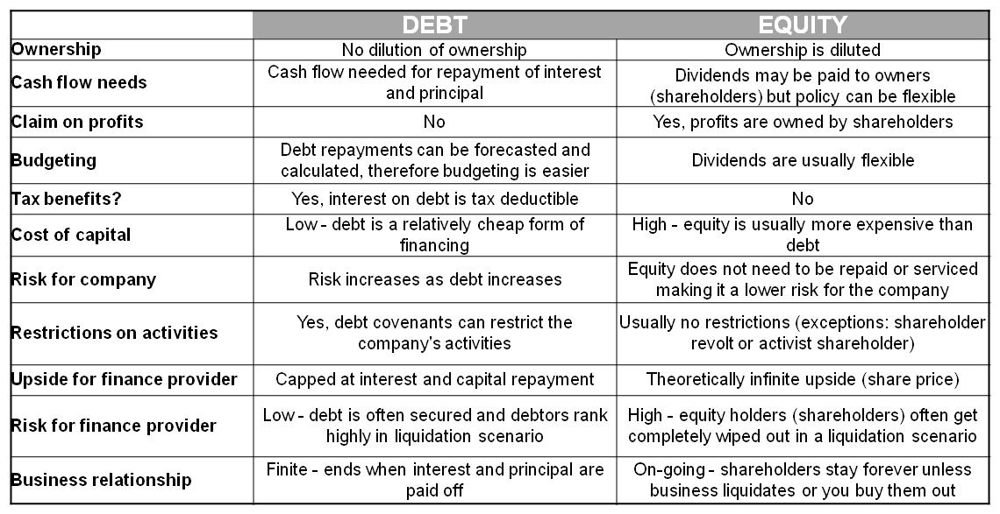 DEBT
EQUITY
Ownership
No dilution of ownership
Ownership is diluted
Cash flow needs
Cash flow needed for repayment of interest
and principal
Dividends may be paid to owners
(shareholders) but policy can be flexible
Claim on profits
No
Yes, profits are owned by shareholders
Budgeting
Debt repayments can be forecasted and
calculated, therefore budgeting is easier
Dividends are usually flexible
Tax benefits?
Yes, interest on debt is tax deductible
No
Cost of capital
Low - debt is a relatively cheap form of
financing
High - equity is usually more expensive than
debt
Risk for company
Risk increases as debt increases
Equity does not need to be repaid or serviced
making it a lower risk for the company
Restrictions on activities
Yes, debt covenants can restrict the
company's activities
Usually no restrictions (exceptions: shareholder
revolt or activist shareholder)
Upside for finance provider
Capped at interest and capital repayment
Theoretically infinite upside (share price)
Risk for finance provider
Low - debt is often secured and debtors rank
highly in liquidation scenario
High - equity holders (shareholders) often get
completely wiped out in a liquidation scenario
Business relationship
Finite - ends when interest and principal are
paid off
On-going - shareholders stay forever unless
business liquidates or you buy them out